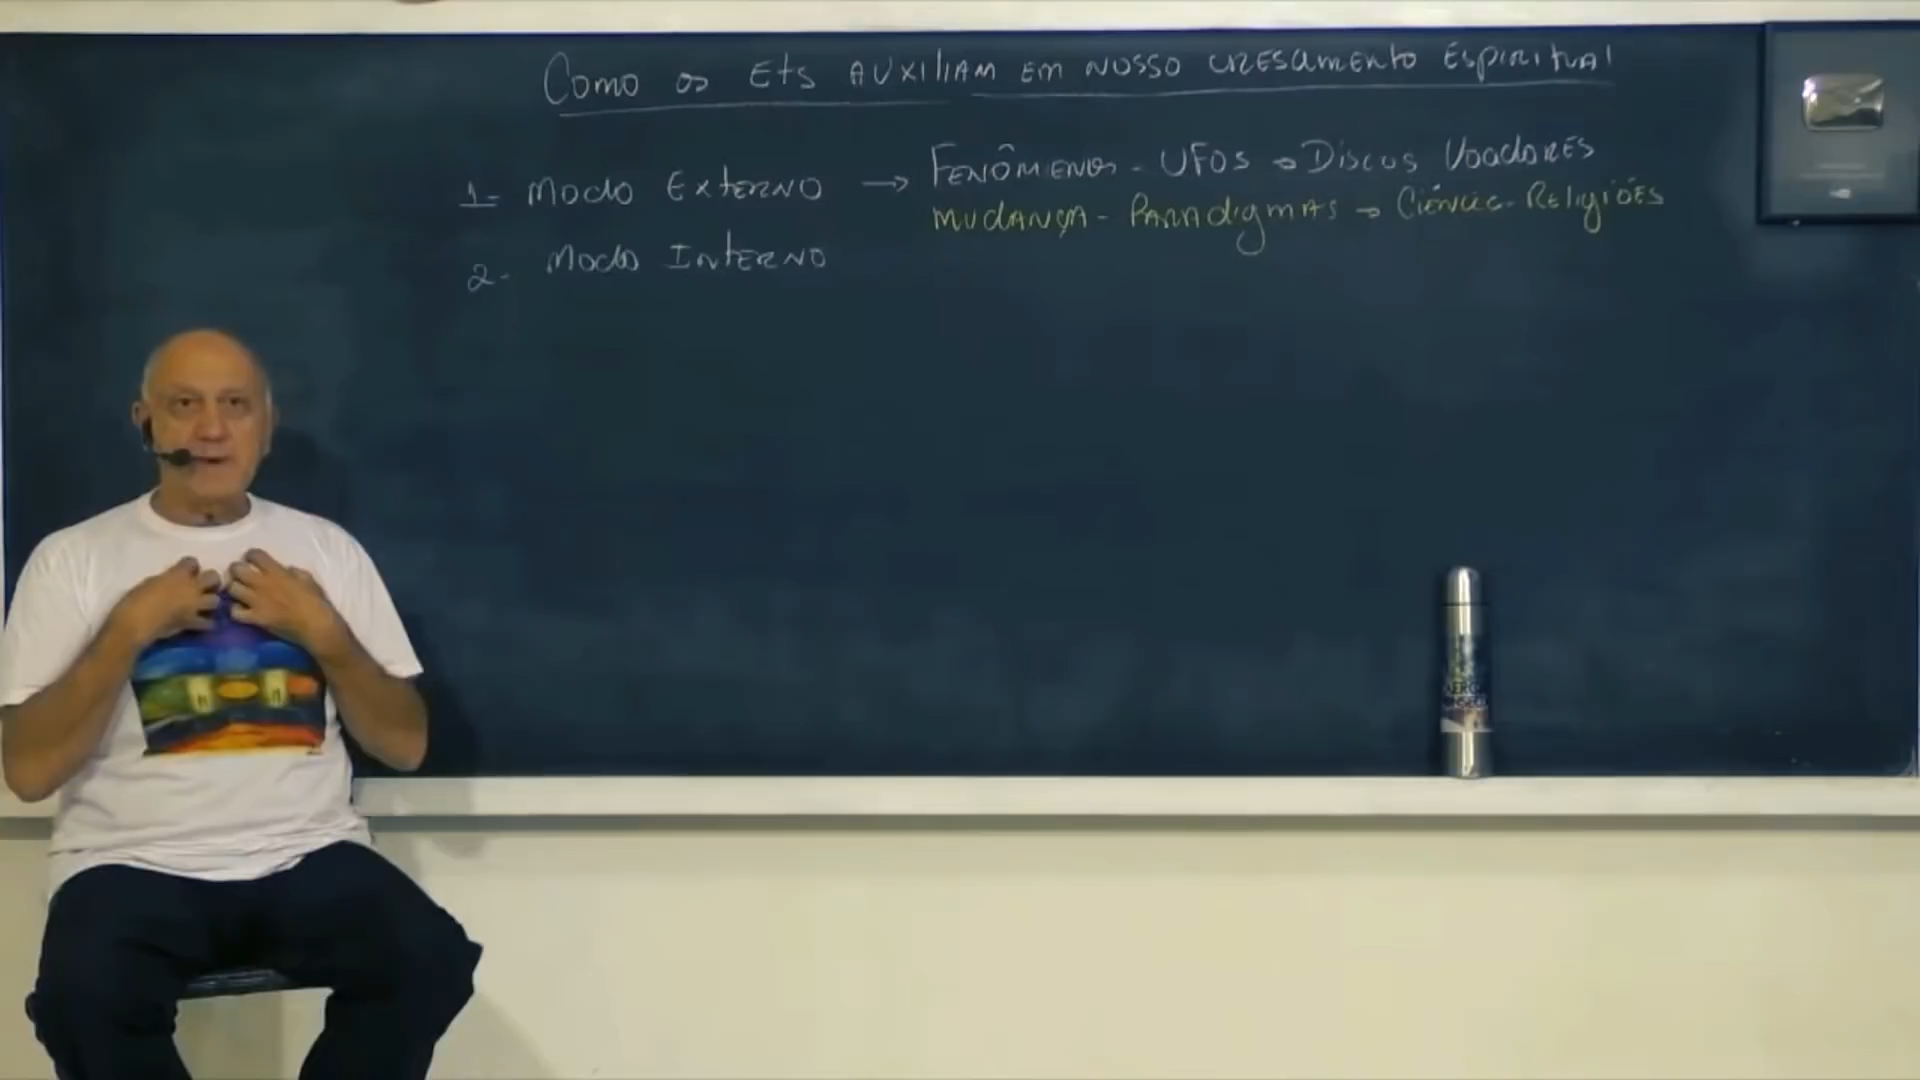 Como os Ets AUXILIAM EM NOSSO CRESCIMENTO ESPIRITUAL
1- Modo EXTERNO → FENÔMENOS - UFOS → Discos VoadoRES
MUDANÇA - PARAdigmAS → Ciência - ReligiÕES
2- Modo INTERNO